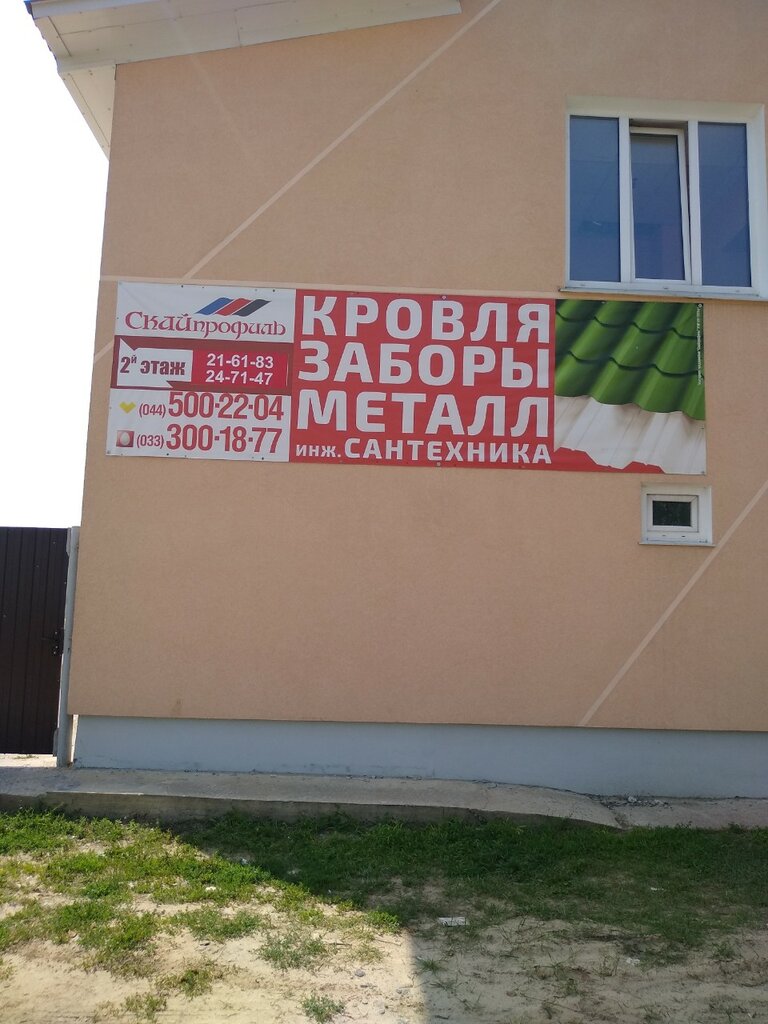 Скайпрофиль
2й этаж
21-61-83
24-71-47
(044) 500-22-04
(033) 300-18-77
КРОВЛЯ
ЗАБОРЫ
МЕТАЛЛ
инж. САНТЕХНИКА